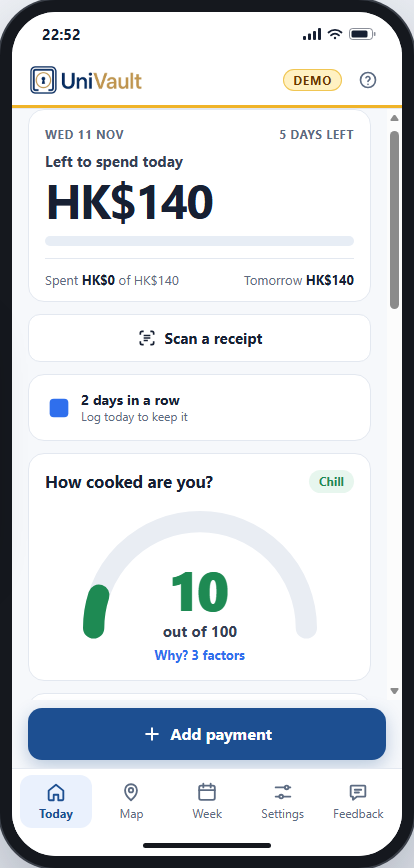 22:52
UniVault
DEMO
WED 11 NOV
5 DAYS LEFT
Left to spend today
HK$140
Spent HK$0 of HK$140
Tomorrow HK$140
Scan a receipt
2 days in a row
Log today to keep it
How cooked are you?
Chill
10
out of 100
Why? 3 factors
+ Add payment
Today
Map
Week
Settings
Feedback